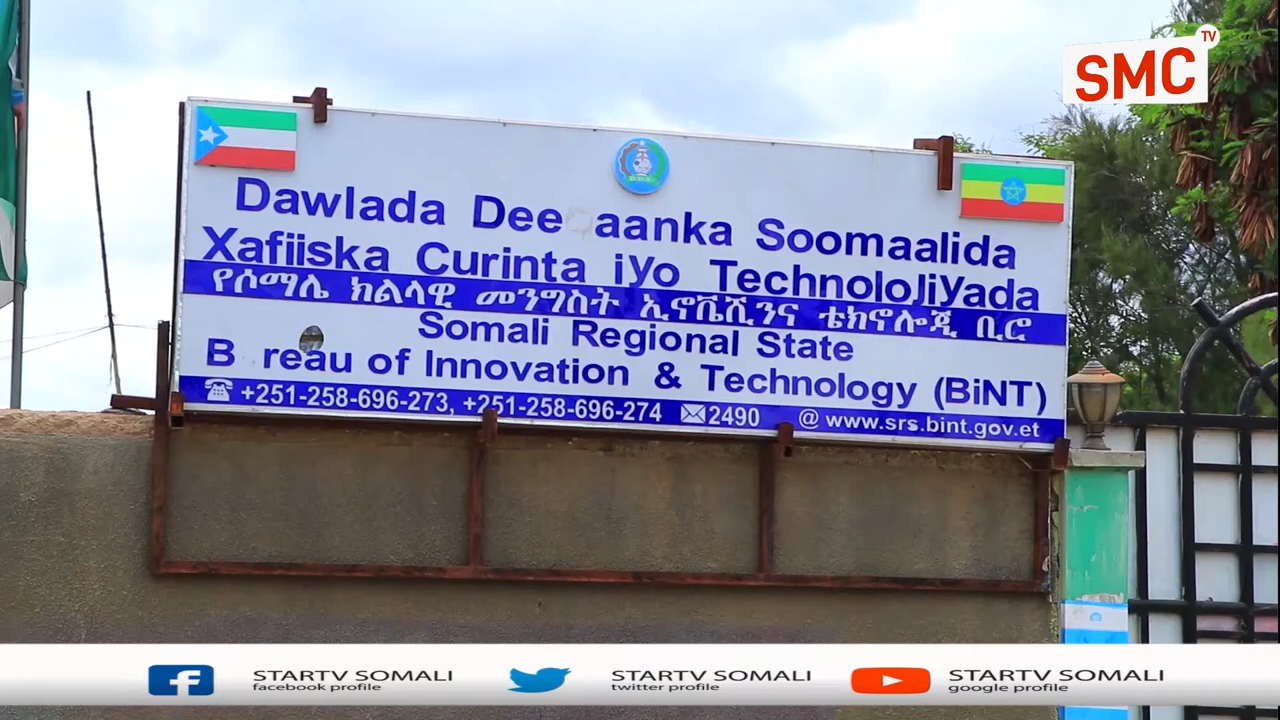 SMC TV
Dawlada Dee aanka Soomaalida
Xafiiska Curinta iyo TechnoloJiyada
የሶማሌ ክልላዊ መንግስት ኢኖቬሺንና ቴክኖሎጂ ቢሮ
Somali Regional State
B reau of Innovation & Technology (BiNT)
+251-258-696-273, +251-258-696-274 2490 @ www.srs.bint.gov.et
STARTV SOMALI STARTV SOMALI STARTV SOMALI
facebook profile twitter profile google profile